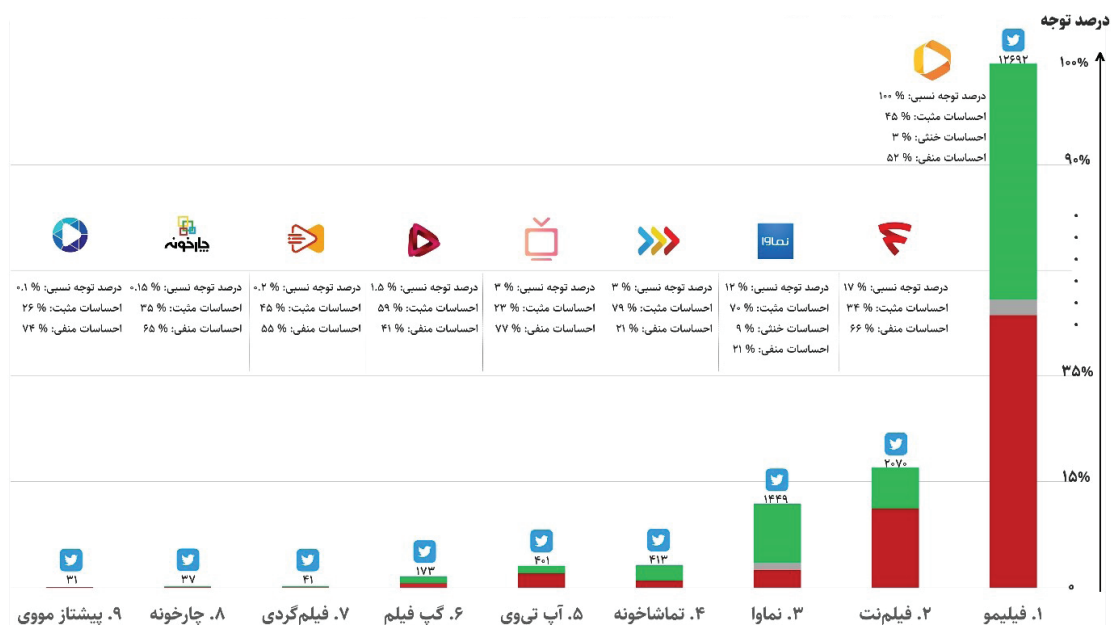 درصد توجه
۱۰۰%
۹۰%
۳۵%
۱۵%
۰
۱۲۶۹۲
درصد توجه نسبی: % ۱۰۰
احساسات مثبت: % ۴۵
احساسات خنثی: % ۳
احساسات منفی: % ۵۲
درصد توجه نسبی: % ۱۷
احساسات مثبت: % ۳۴
احساسات منفی: % ۶۶
نماوا
درصد توجه نسبی: % ۱۲
احساسات مثبت: % ۷۰
احساسات خنثی: % ۹
احساسات منفی: % ۲۱
درصد توجه نسبی: % ۳
احساسات مثبت: % ۷۹
احساسات منفی: % ۲۱
درصد توجه نسبی: % ۳
احساسات مثبت: % ۲۳
احساسات منفی: % ۷۷
درصد توجه نسبی: % ۱.۵
احساسات مثبت: % ۵۹
احساسات منفی: % ۴۱
درصد توجه نسبی: % ۰.۲
احساسات مثبت: % ۴۵
احساسات منفی: % ۵۵
چارخونه
درصد توجه نسبی: % ۰.۱۵
احساسات مثبت: % ۳۵
احساسات منفی: % ۶۵
درصد توجه نسبی: % ۰.۱
احساسات مثبت: % ۲۶
احساسات منفی: % ۷۴
۲۰۷۰
۱۴۴۹
۴۱۳
۴۰۱
۱۷۳
۴۱
۳۷
۳۱
۱. فیلیمو
۲. فیلم‌نت
۳. نماوا
۴. تماشاخونه
۵. آپ تی‌وی
۶. گپ فیلم
۷. فیلم‌گردی
۸. چارخونه
۹. پیشتاز مووی